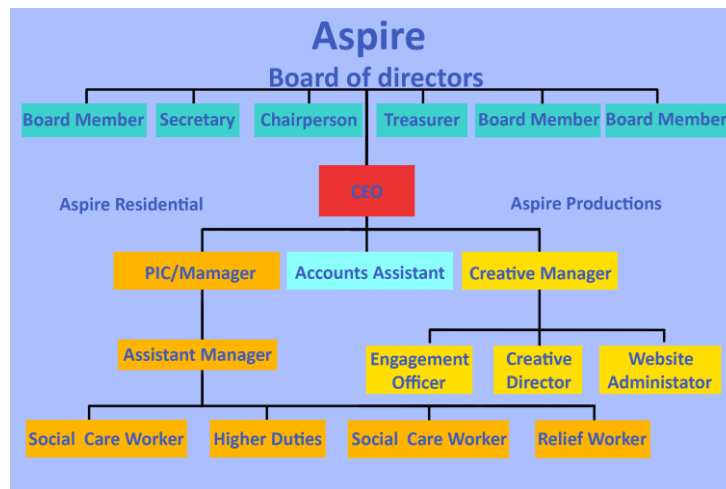 Aspire
Board of directors
Board Member
Secretary
Chairperson
Treasurer
Board Member
Board Member
CEO
Aspire Residential
Aspire Productions
PIC/Mamager
Accounts Assistant
Creative Manager
Assistant Manager
Engagement
Officer
Creative
Director
Website
Administator
Social Care Worker
Higher Duties
Social Care Worker
Relief Worker